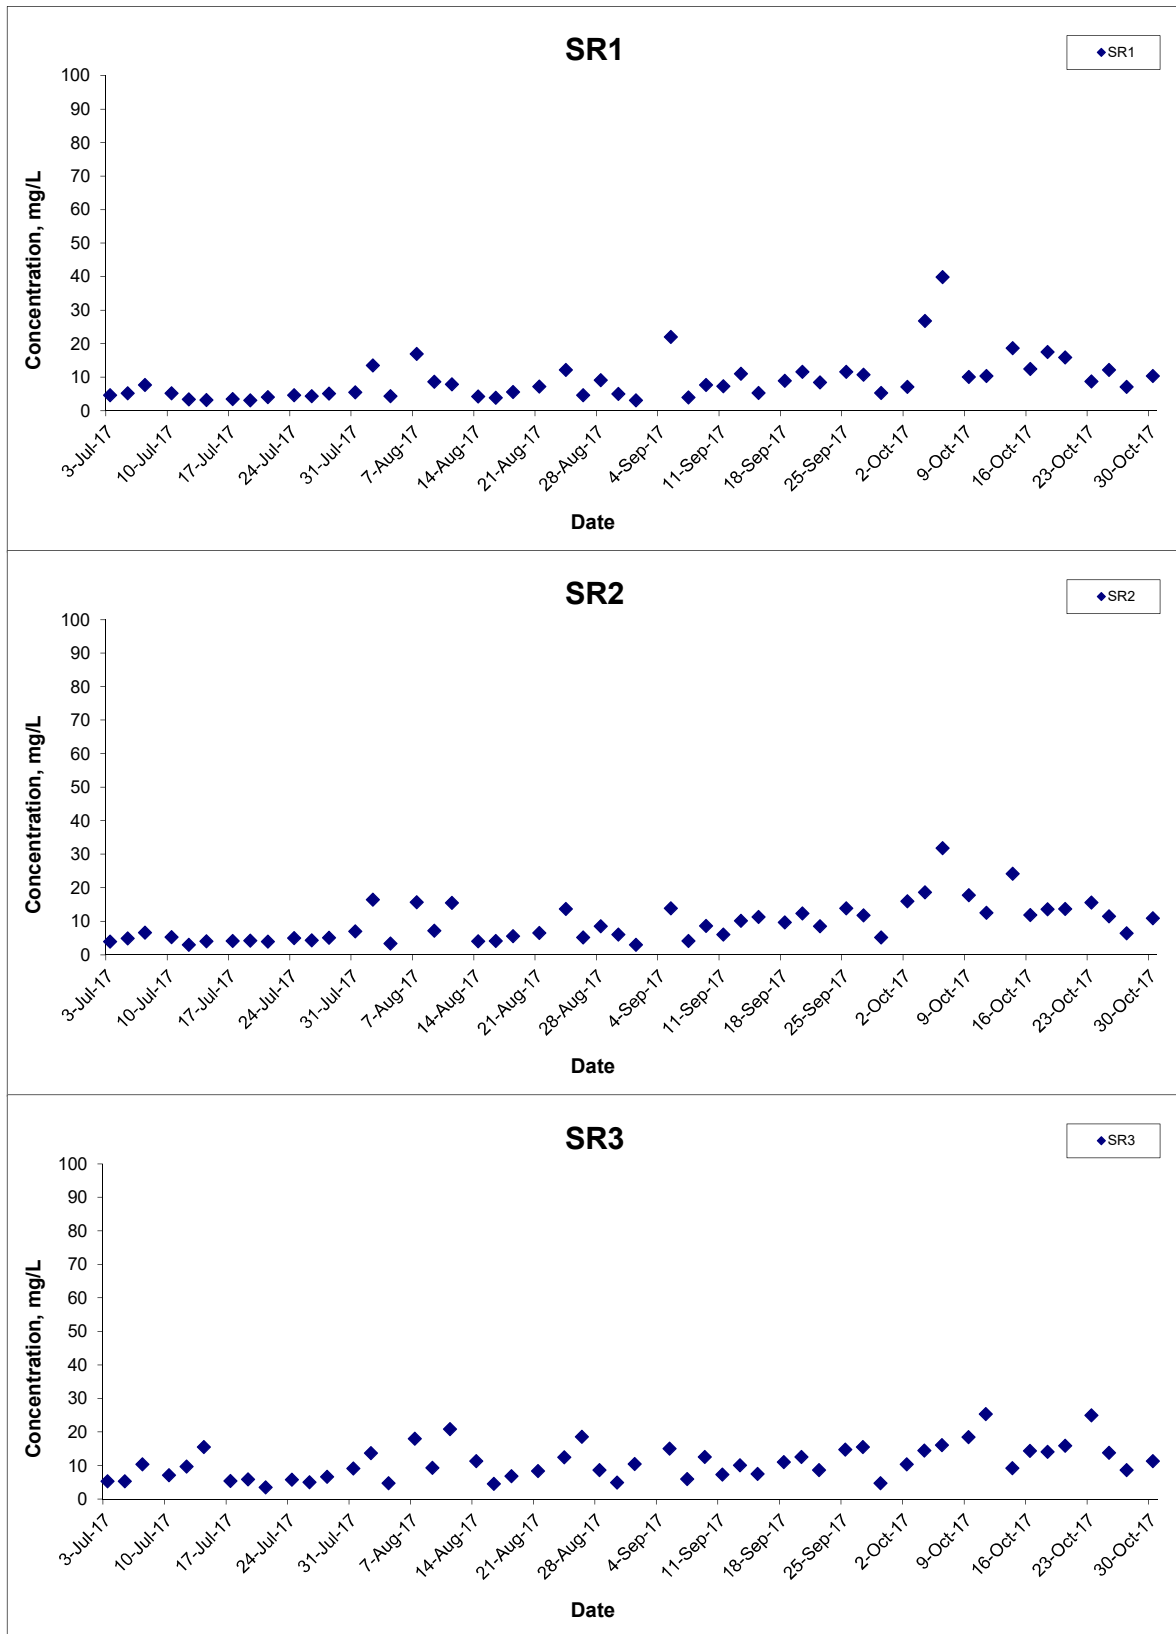 SR1
SR1
100
90
80
70
60
50
40
30
20
10
0
Concentration, mg/L
3-Jul-17
10-Jul-17
17-Jul-17
24-Jul-17
31-Jul-17
7-Aug-17
14-Aug-17
21-Aug-17
28-Aug-17
4-Sep-17
11-Sep-17
18-Sep-17
25-Sep-17
2-Oct-17
9-Oct-17
16-Oct-17
23-Oct-17
30-Oct-17
Date
SR2
SR2
100
90
80
70
60
50
40
30
20
10
0
Concentration, mg/L
3-Jul-17
10-Jul-17
17-Jul-17
24-Jul-17
31-Jul-17
7-Aug-17
14-Aug-17
21-Aug-17
28-Aug-17
4-Sep-17
11-Sep-17
18-Sep-17
25-Sep-17
2-Oct-17
9-Oct-17
16-Oct-17
23-Oct-17
30-Oct-17
Date
SR3
SR3
100
90
80
70
60
50
40
30
20
10
0
Concentration, mg/L
3-Jul-17
10-Jul-17
17-Jul-17
24-Jul-17
31-Jul-17
7-Aug-17
14-Aug-17
21-Aug-17
28-Aug-17
4-Sep-17
11-Sep-17
18-Sep-17
25-Sep-17
2-Oct-17
9-Oct-17
16-Oct-17
23-Oct-17
30-Oct-17
Date